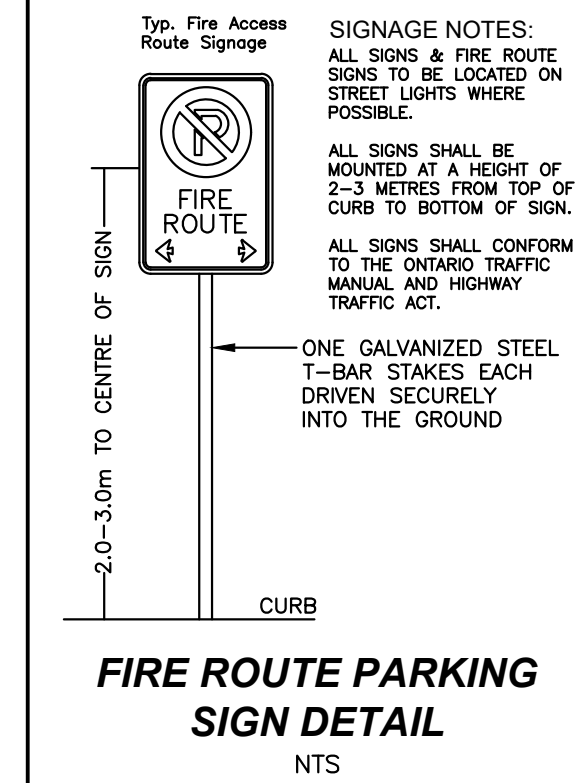 Typ. Fire Access
Route Signage
P
FIRE
ROUTE
2.0-3.0m TO CENTRE OF SIGN
SIGNAGE NOTES:
ALL SIGNS & FIRE ROUTE
SIGNS TO BE LOCATED ON
STREET LIGHTS WHERE
POSSIBLE.
ALL SIGNS SHALL BE
MOUNTED AT A HEIGHT OF
2-3 METRES FROM TOP OF
CURB TO BOTTOM OF SIGN.
ALL SIGNS SHALL CONFORM
TO THE ONTARIO TRAFFIC
MANUAL AND HIGHWAY
TRAFFIC ACT.
ONE GALVANIZED STEEL
T-BAR STAKES EACH
DRIVEN SECURELY
INTO THE GROUND
CURB
FIRE ROUTE PARKING
SIGN DETAIL
NTS